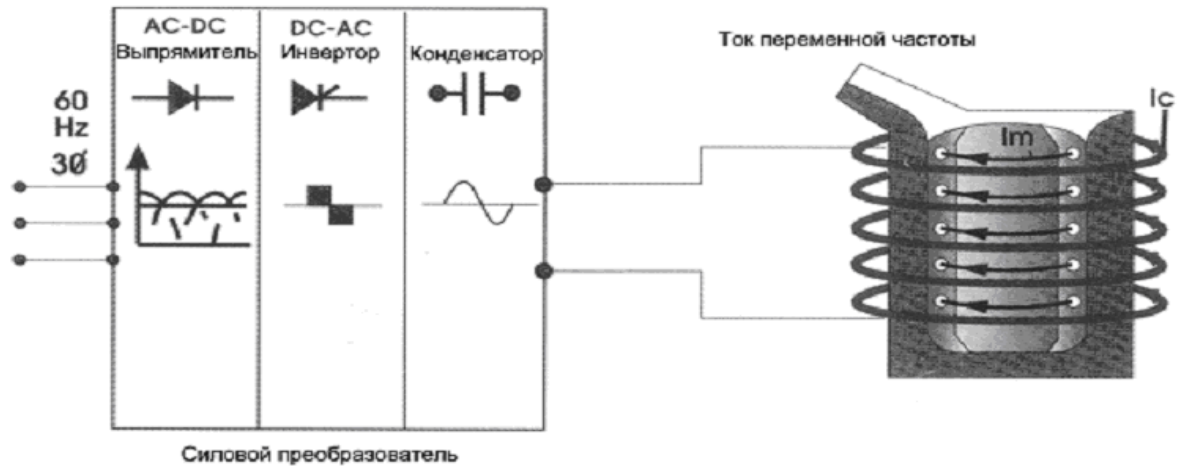 AC-DC
Выпрямитель
DC-AC
Инвертор
Конденсатор
Ток переменной частоты
60
Hz
3Ø
Ic
Im
Силовой преобразователь